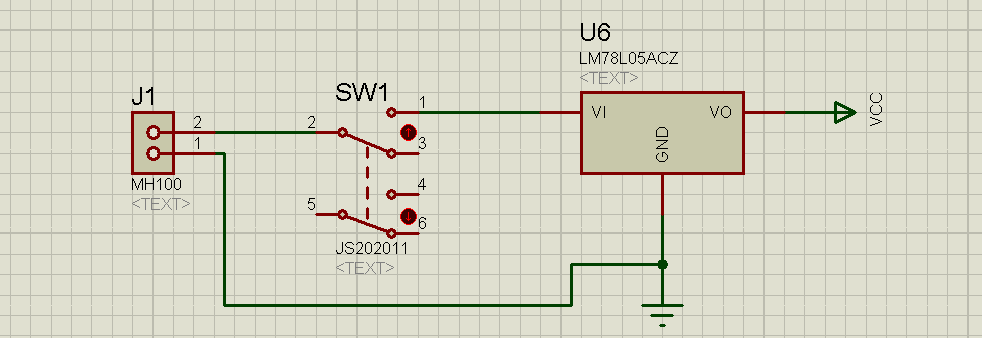 J1
2
1
MH100
<TEXT>
SW1
1
2
3
4
5
6
JS202011
<TEXT>
U6
LM78L05ACZ
<TEXT>
VI
VO
GND
VCC